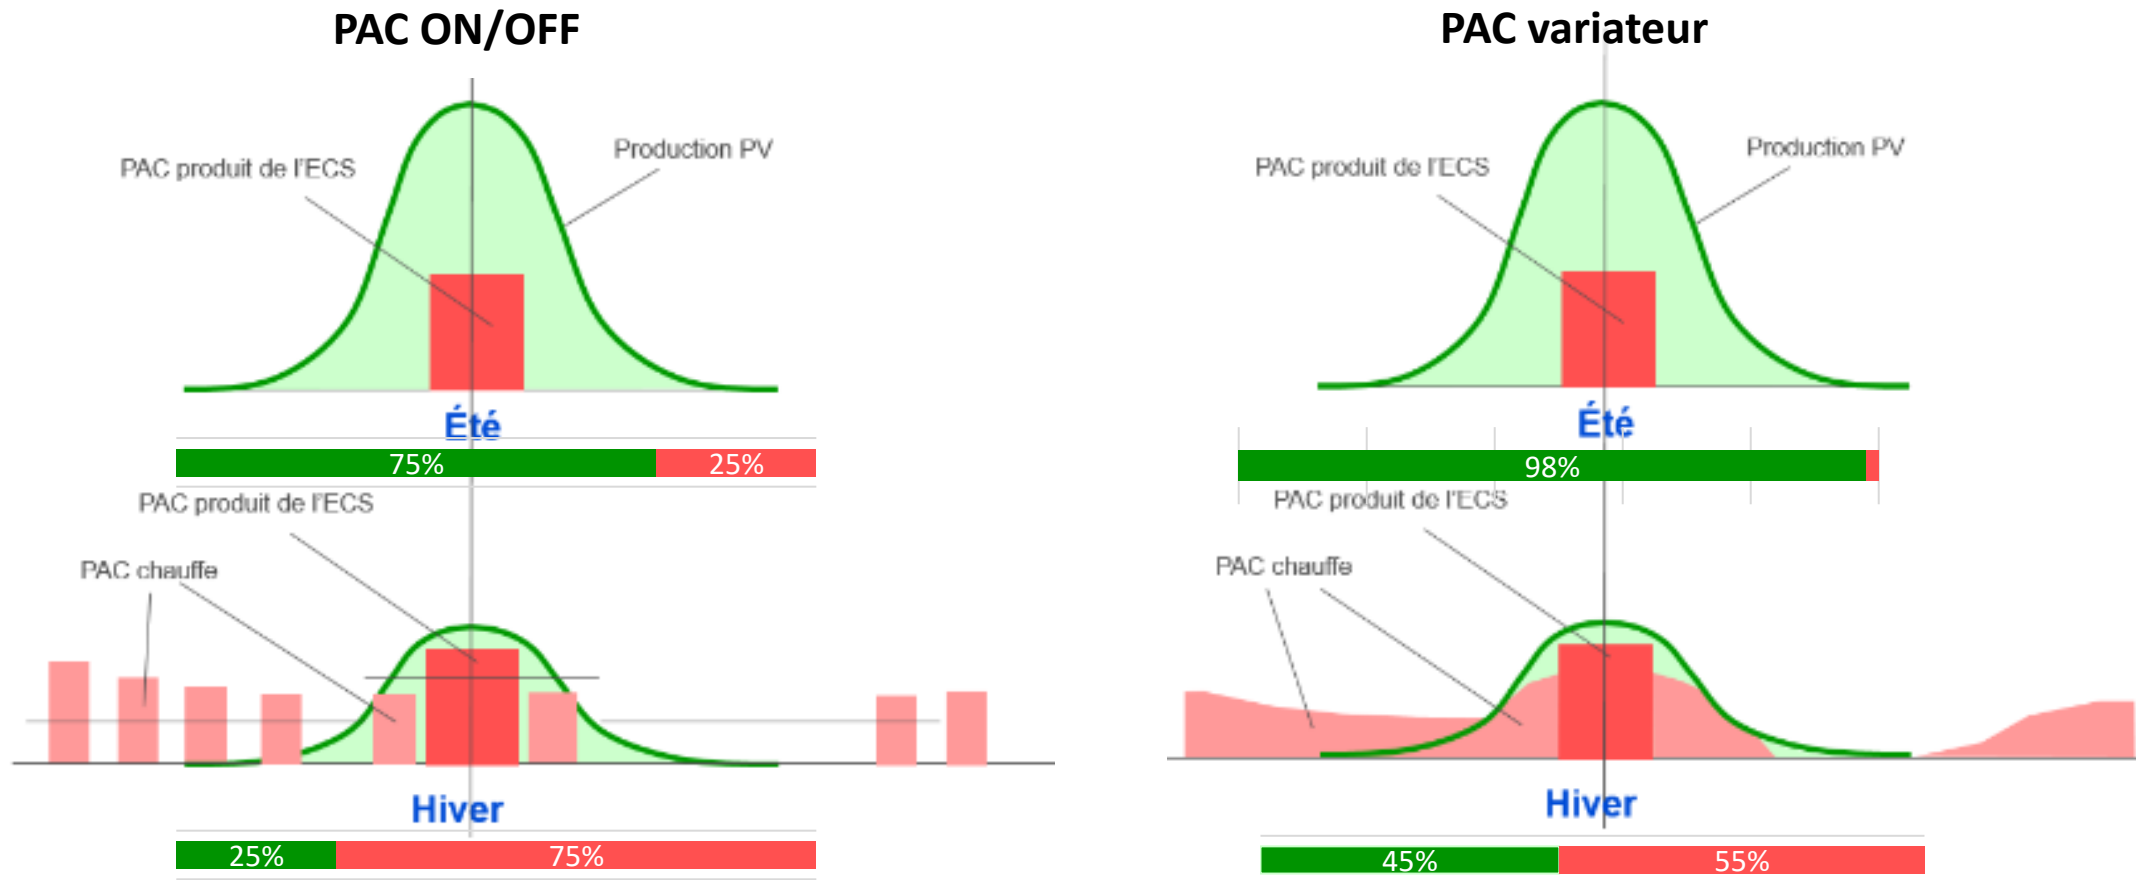 PAC ON/OFF
PAC produit de l'ECS
Production PV
Été
75% 25%
PAC produit de l'ECS
PAC chauffe
Hiver
25% 75%
PAC variateur
PAC produit de l'ECS
Production PV
Été
98%
PAC produit de l'ECS
PAC chauffe
Hiver
45% 55%